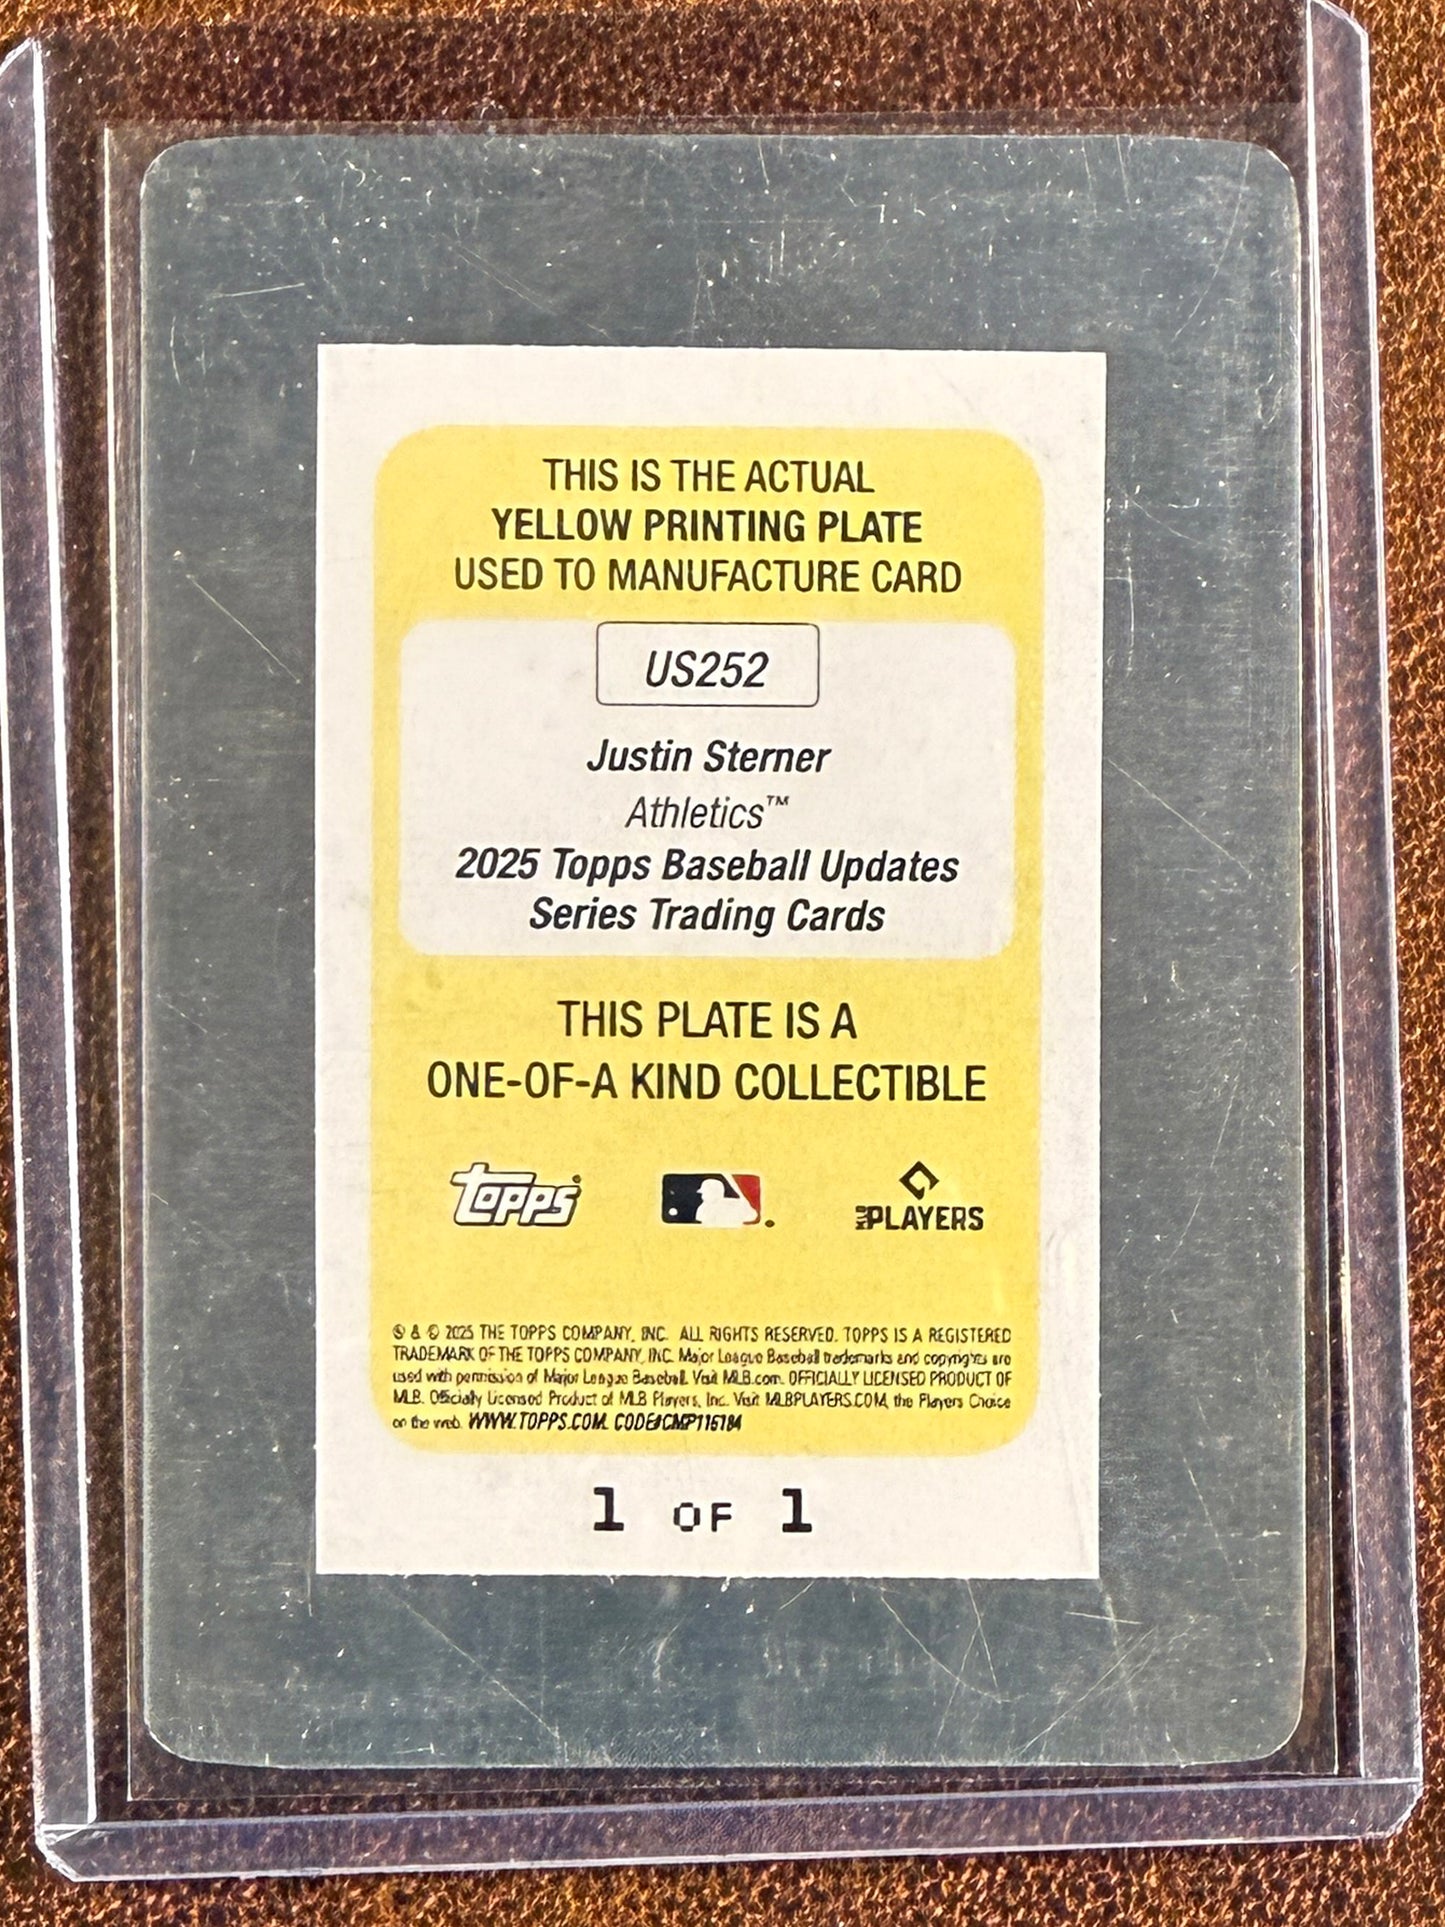 THIS IS THE ACTUAL
YELLOW PRINTING PLATE
USED TO MANUFACTURE CARD
US252
Justin Sterner
Athletics™
2025 Topps Baseball Updates
Series Trading Cards
THIS PLATE IS A
ONE-OF-A KIND COLLECTIBLE
Topps®
MLB PLAYERS
® & © 2025 THE TOPPS COMPANY, INC. ALL RIGHTS RESERVED. TOPPS IS A REGISTERED
TRADEMARK OF THE TOPPS COMPANY, INC. Major League Baseball trademarks and copyrights are
used with permission of Major League Baseball. Visit MLB.com. OFFICIALLY LICENSED PRODUCT OF
MLB. Officially Licensed Product of MLB Players, Inc. Visit MLBPLAYERS.COM, the Players Choice
on the web. WWW.TOPPS.COM. CODE#CMP116184
1 OF 1